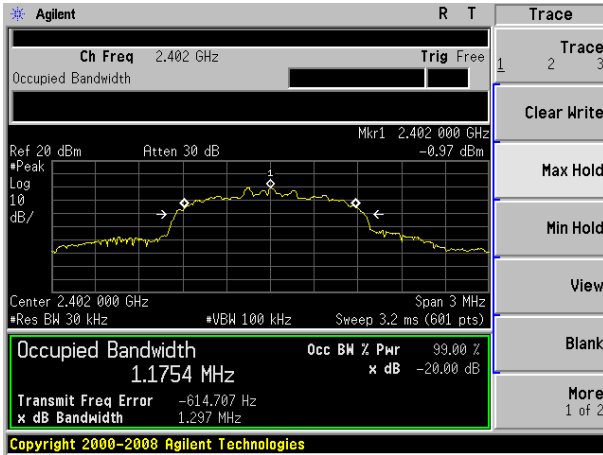 Agilent R T Trace
Ch Freq 2.402 GHz Trig Free
Occupied Bandwidth
Trace
1 2 3
Clear Write
Max Hold
Min Hold
View
Blank
More
1 of 2
Mkr1 2.402 000 GHz
Ref 20 dBm Atten 30 dB -0.97 dBm
#Peak
Log
10
dB/
1
Center 2.402 000 GHz Span 3 MHz
#Res BW 30 kHz #VBW 100 kHz Sweep 3.2 ms (601 pts)
Occupied Bandwidth Occ BW % Pwr 99.00 %
1.1754 MHz x dB -20.00 dB
Transmit Freq Error -614.707 Hz
x dB Bandwidth 1.297 MHz
Copyright 2000-2008 Agilent Technologies